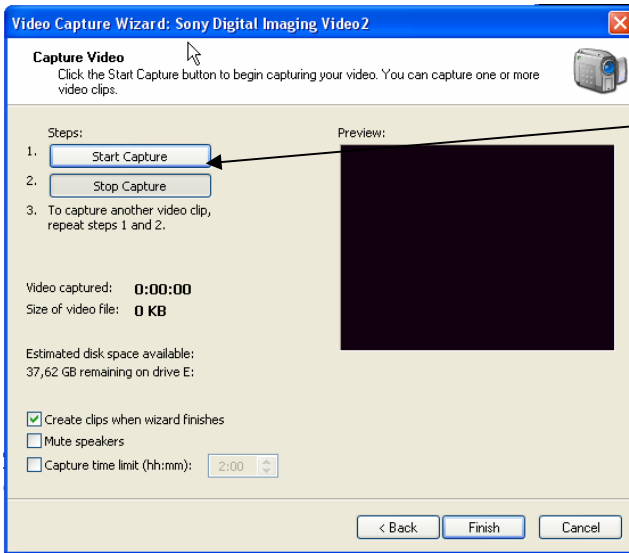 Video Capture Wizard: Sony Digital Imaging Video2
Capture Video
Click the Start Capture button to begin capturing your video. You can capture one or more
video clips.
Steps:
Preview:
1. Start Capture
2. Stop Capture
3. To capture another video clip,
repeat steps 1 and 2.
Video captured: 0:00:00
Size of video file: 0 KB
Estimated disk space available:
37,62 GB remaining on drive E:
Create clips when wizard finishes
Mute speakers
Capture time limit (hh:mm): 2:00
< Back Finish Cancel